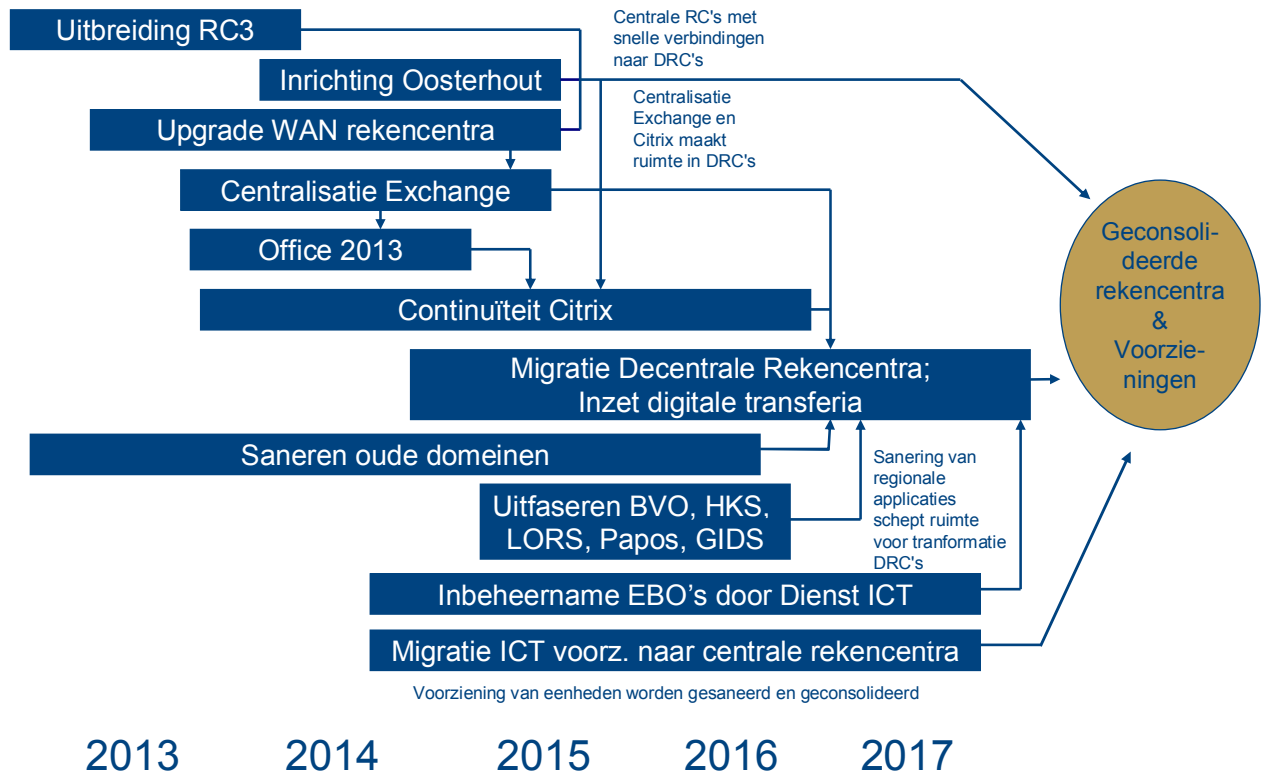 Uitbreiding RC3
Centrale RC's met
snelle verbindingen
naar DRC's
Inrichting Oosterhout
Centralisatie
Exchange en
Citrix maakt
ruimte in DRC's
Upgrade WAN rekencentra
Centralisatie Exchange
Office 2013
Continuïteit Citrix
Geconsoli-
deerde
rekencentra
&
Voorzie-
ningen
Migratie Decentrale Rekencentra;
Inzet digitale transferia
Saneren oude domeinen
Sanering van
regionale
applicaties
schept ruimte
voor tranformatie
DRC's
Uitfaseren BVO, HKS,
LORS, Papos, GIDS
Inbeheername EBO’s door Dienst ICT
Migratie ICT voorz. naar centrale rekencentra
Voorziening van eenheden worden gesaneerd en geconsolideerd
2013 2014 2015 2016 2017